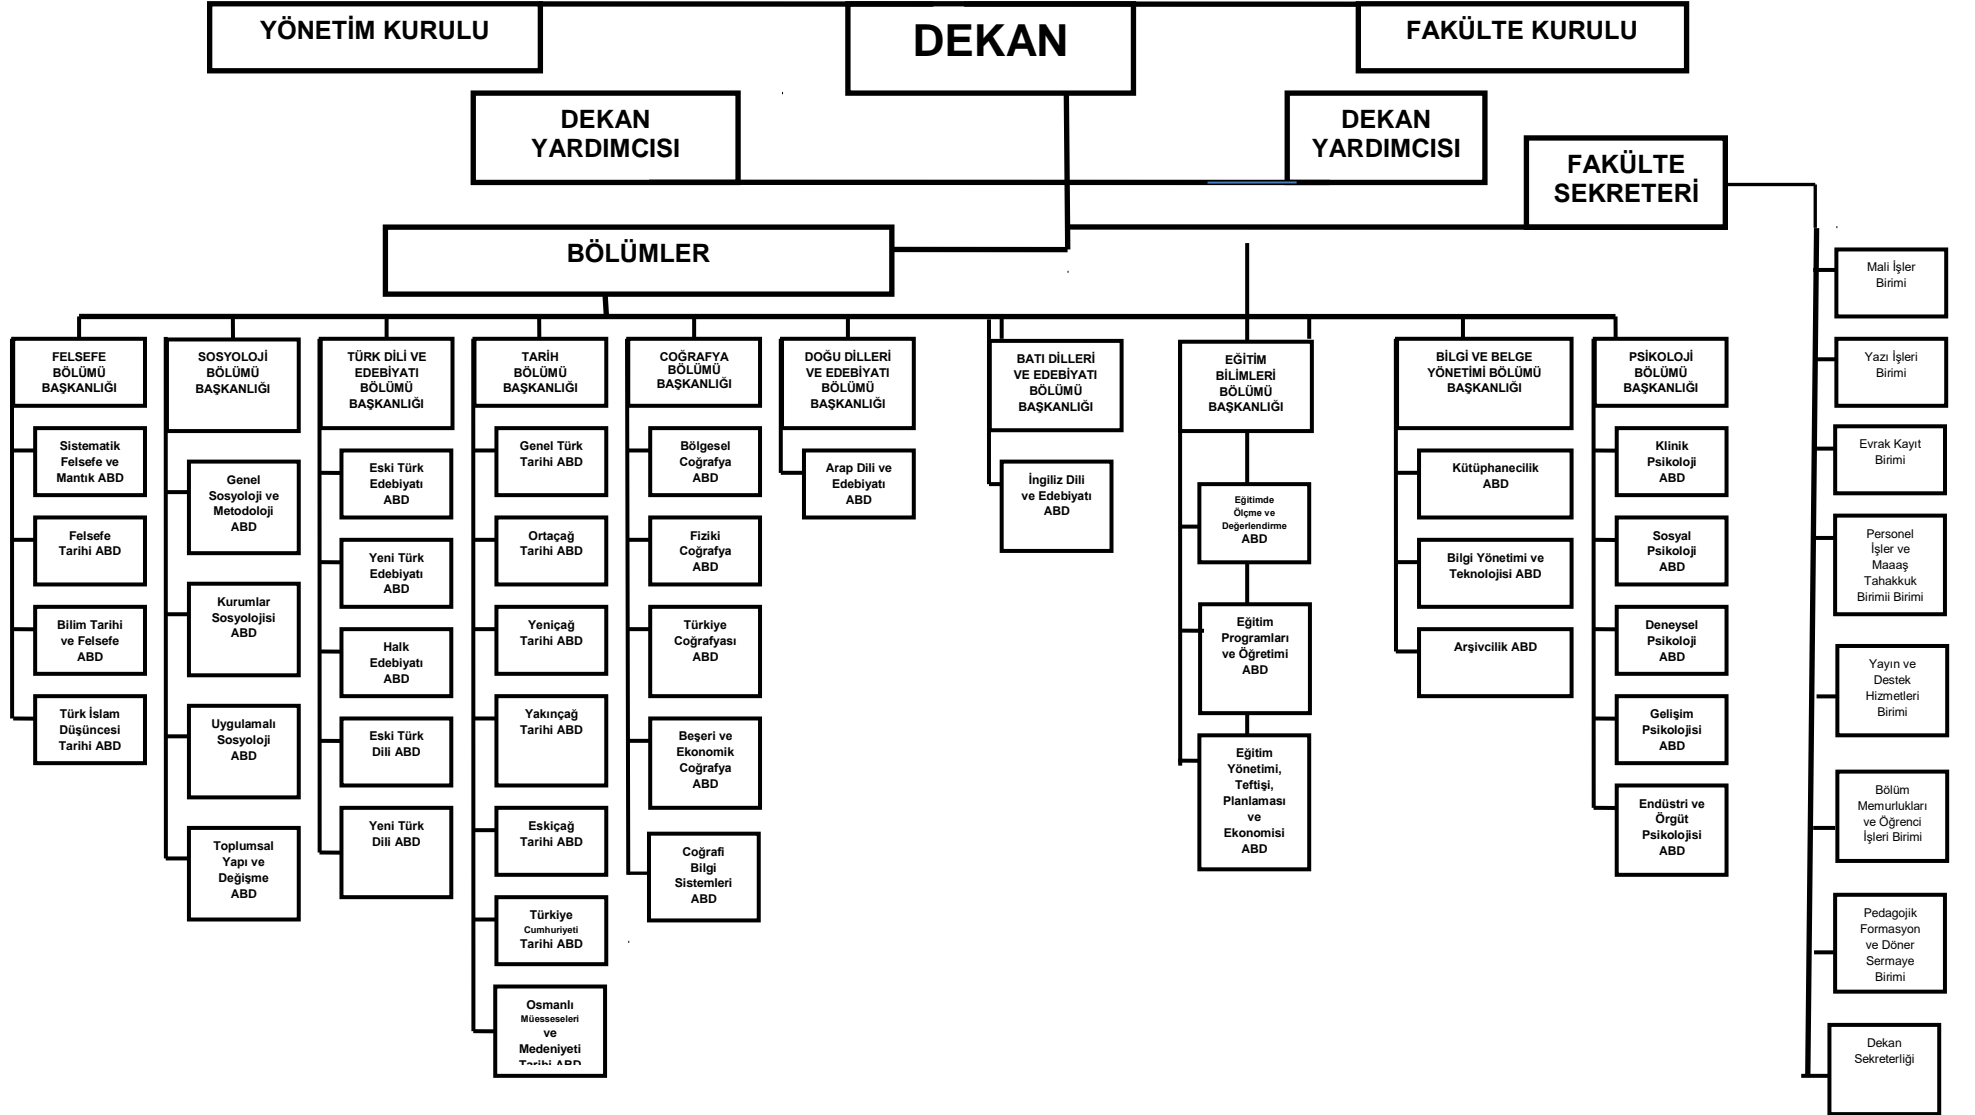 YÖNETİM KURULU
DEKAN
FAKÜLTE KURULU
DEKAN
YARDIMCISI
DEKAN
YARDIMCISI
FAKÜLTE
SEKRETERİ
BÖLÜMLER
FELSEFE
BÖLÜMÜ
BAŞKANLIĞI
Sistematik
Felsefe ve
Mantık ABD
Felsefe
Tarihi ABD
Bilim Tarihi
ve Felsefe
ABD
Türk İslam
Düşüncesi
Tarihi ABD
SOSYOLOJİ
BÖLÜMÜ
BAŞKANLIĞI
Genel
Sosyoloji ve
Metodoloji
ABD
Kurumlar
Sosyolojisi
ABD
Uygulamalı
Sosyoloji
ABD
Toplumsal
Yapı ve
Değişme
ABD
TÜRK DİLİ VE
EDEBİYATI
BÖLÜMÜ
BAŞKANLIĞI
Eski Türk
Edebiyatı
ABD
Yeni Türk
Edebiyatı
ABD
Halk
Edebiyatı
ABD
Eski Türk
Dili ABD
Yeni Türk
Dili ABD
TARİH
BÖLÜMÜ
BAŞKANLIĞI
Genel Türk
Tarihi ABD
Ortaçağ
Tarihi ABD
Yeniçağ
Tarihi ABD
Yakınçağ
Tarihi ABD
Eskiçağ
Tarihi ABD
Türkiye
Cumhuriyeti
Tarihi ABD
Osmanlı
Müesseseleri
ve
Medeniyeti
Tarihi ABD
COĞRAFYA
BÖLÜMÜ
BAŞKANLIĞI
Bölgesel
Coğrafya
ABD
Fiziki
Coğrafya
ABD
Türkiye
Coğrafyası
ABD
Beşeri ve
Ekonomik
Coğrafya
ABD
Coğrafi
Bilgi
Sistemleri
ABD
DOĞU DİLLERİ
VE EDEBİYATI
BÖLÜMÜ
BAŞKANLIĞI
Arap Dili ve
Edebiyatı
ABD
BATI DİLLERİ
VE EDEBİYATI
BÖLÜMÜ
BAŞKANLIĞI
İngiliz Dili
ve Edebiyatı
ABD
EĞİTİM
BİLİMLERİ
BÖLÜMÜ
BAŞKANLIĞI
Eğitimde
Ölçme ve
Değerlendirme
ABD
Eğitim
Programları
ve Öğretimi
ABD
Eğitim
Yönetimi,
Teftişi,
Planlaması
ve
Ekonomisi
ABD
BİLGİ VE BELGE
YÖNETİMİ BÖLÜMÜ
BAŞKANLIĞI
Kütüphanecilik
ABD
Bilgi Yönetimi ve
Teknolojisi ABD
Arşivcilik ABD
PSİKOLOJİ
BÖLÜMÜ
BAŞKANLIĞI
Klinik
Psikoloji
ABD
Sosyal
Psikoloji
ABD
Deneysel
Psikoloji
ABD
Gelişim
Psikolojisi
ABD
Endüstri ve
Örgüt
Psikolojisi
ABD
Mali İşler
Birimi
Yazı İşleri
Birimi
Evrak Kayıt
Birimi
Personel
İşler ve
Maaaş
Tahakkuk
Birimii Birimi
Yayın ve
Destek
Hizmetleri
Birimi
Bölüm
Memurlukları
ve Öğrenci
İşleri Birimi
Pedagojik
Formasyon
ve Döner
Sermaye
Birimi
Dekan
Sekreterliği